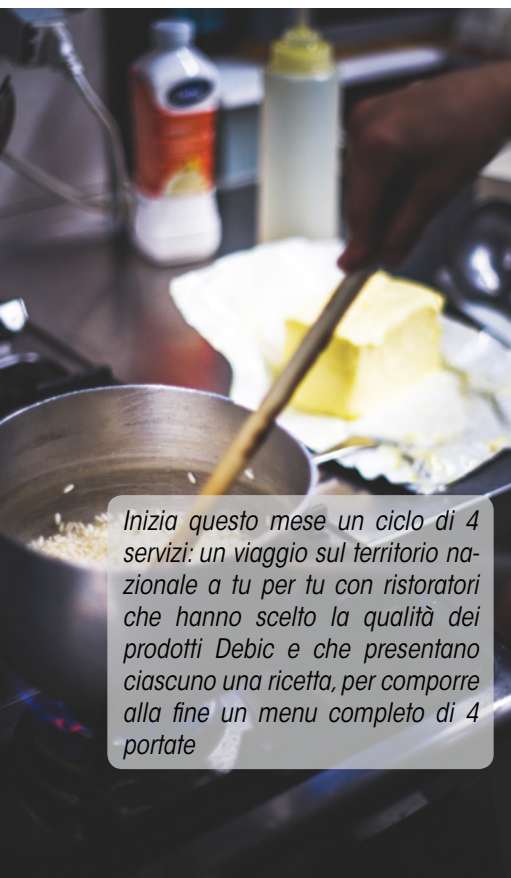 Inizia questo mese un ciclo di 4
servizi: un viaggio sul territorio na-
zionale a tu per tu con ristoratori
che hanno scelto la qualità dei
prodotti Debic e che presentano
ciascuno una ricetta, per comporre
alla fine un menu completo di 4
portate